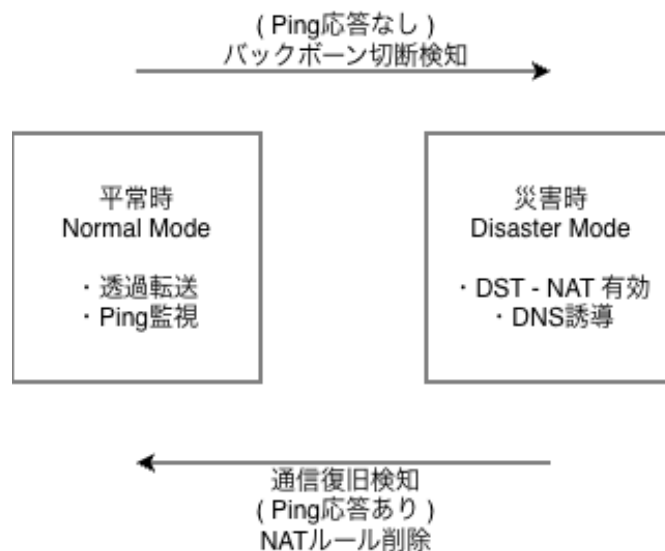 ( Ping応答なし )
バックボーン切断検知
平常時
Normal Mode
・透過転送
・Ping監視
災害時
Disaster Mode
・DST - NAT 有効
・DNS誘導
通信復旧検知
( Ping応答あり )
NATルール削除